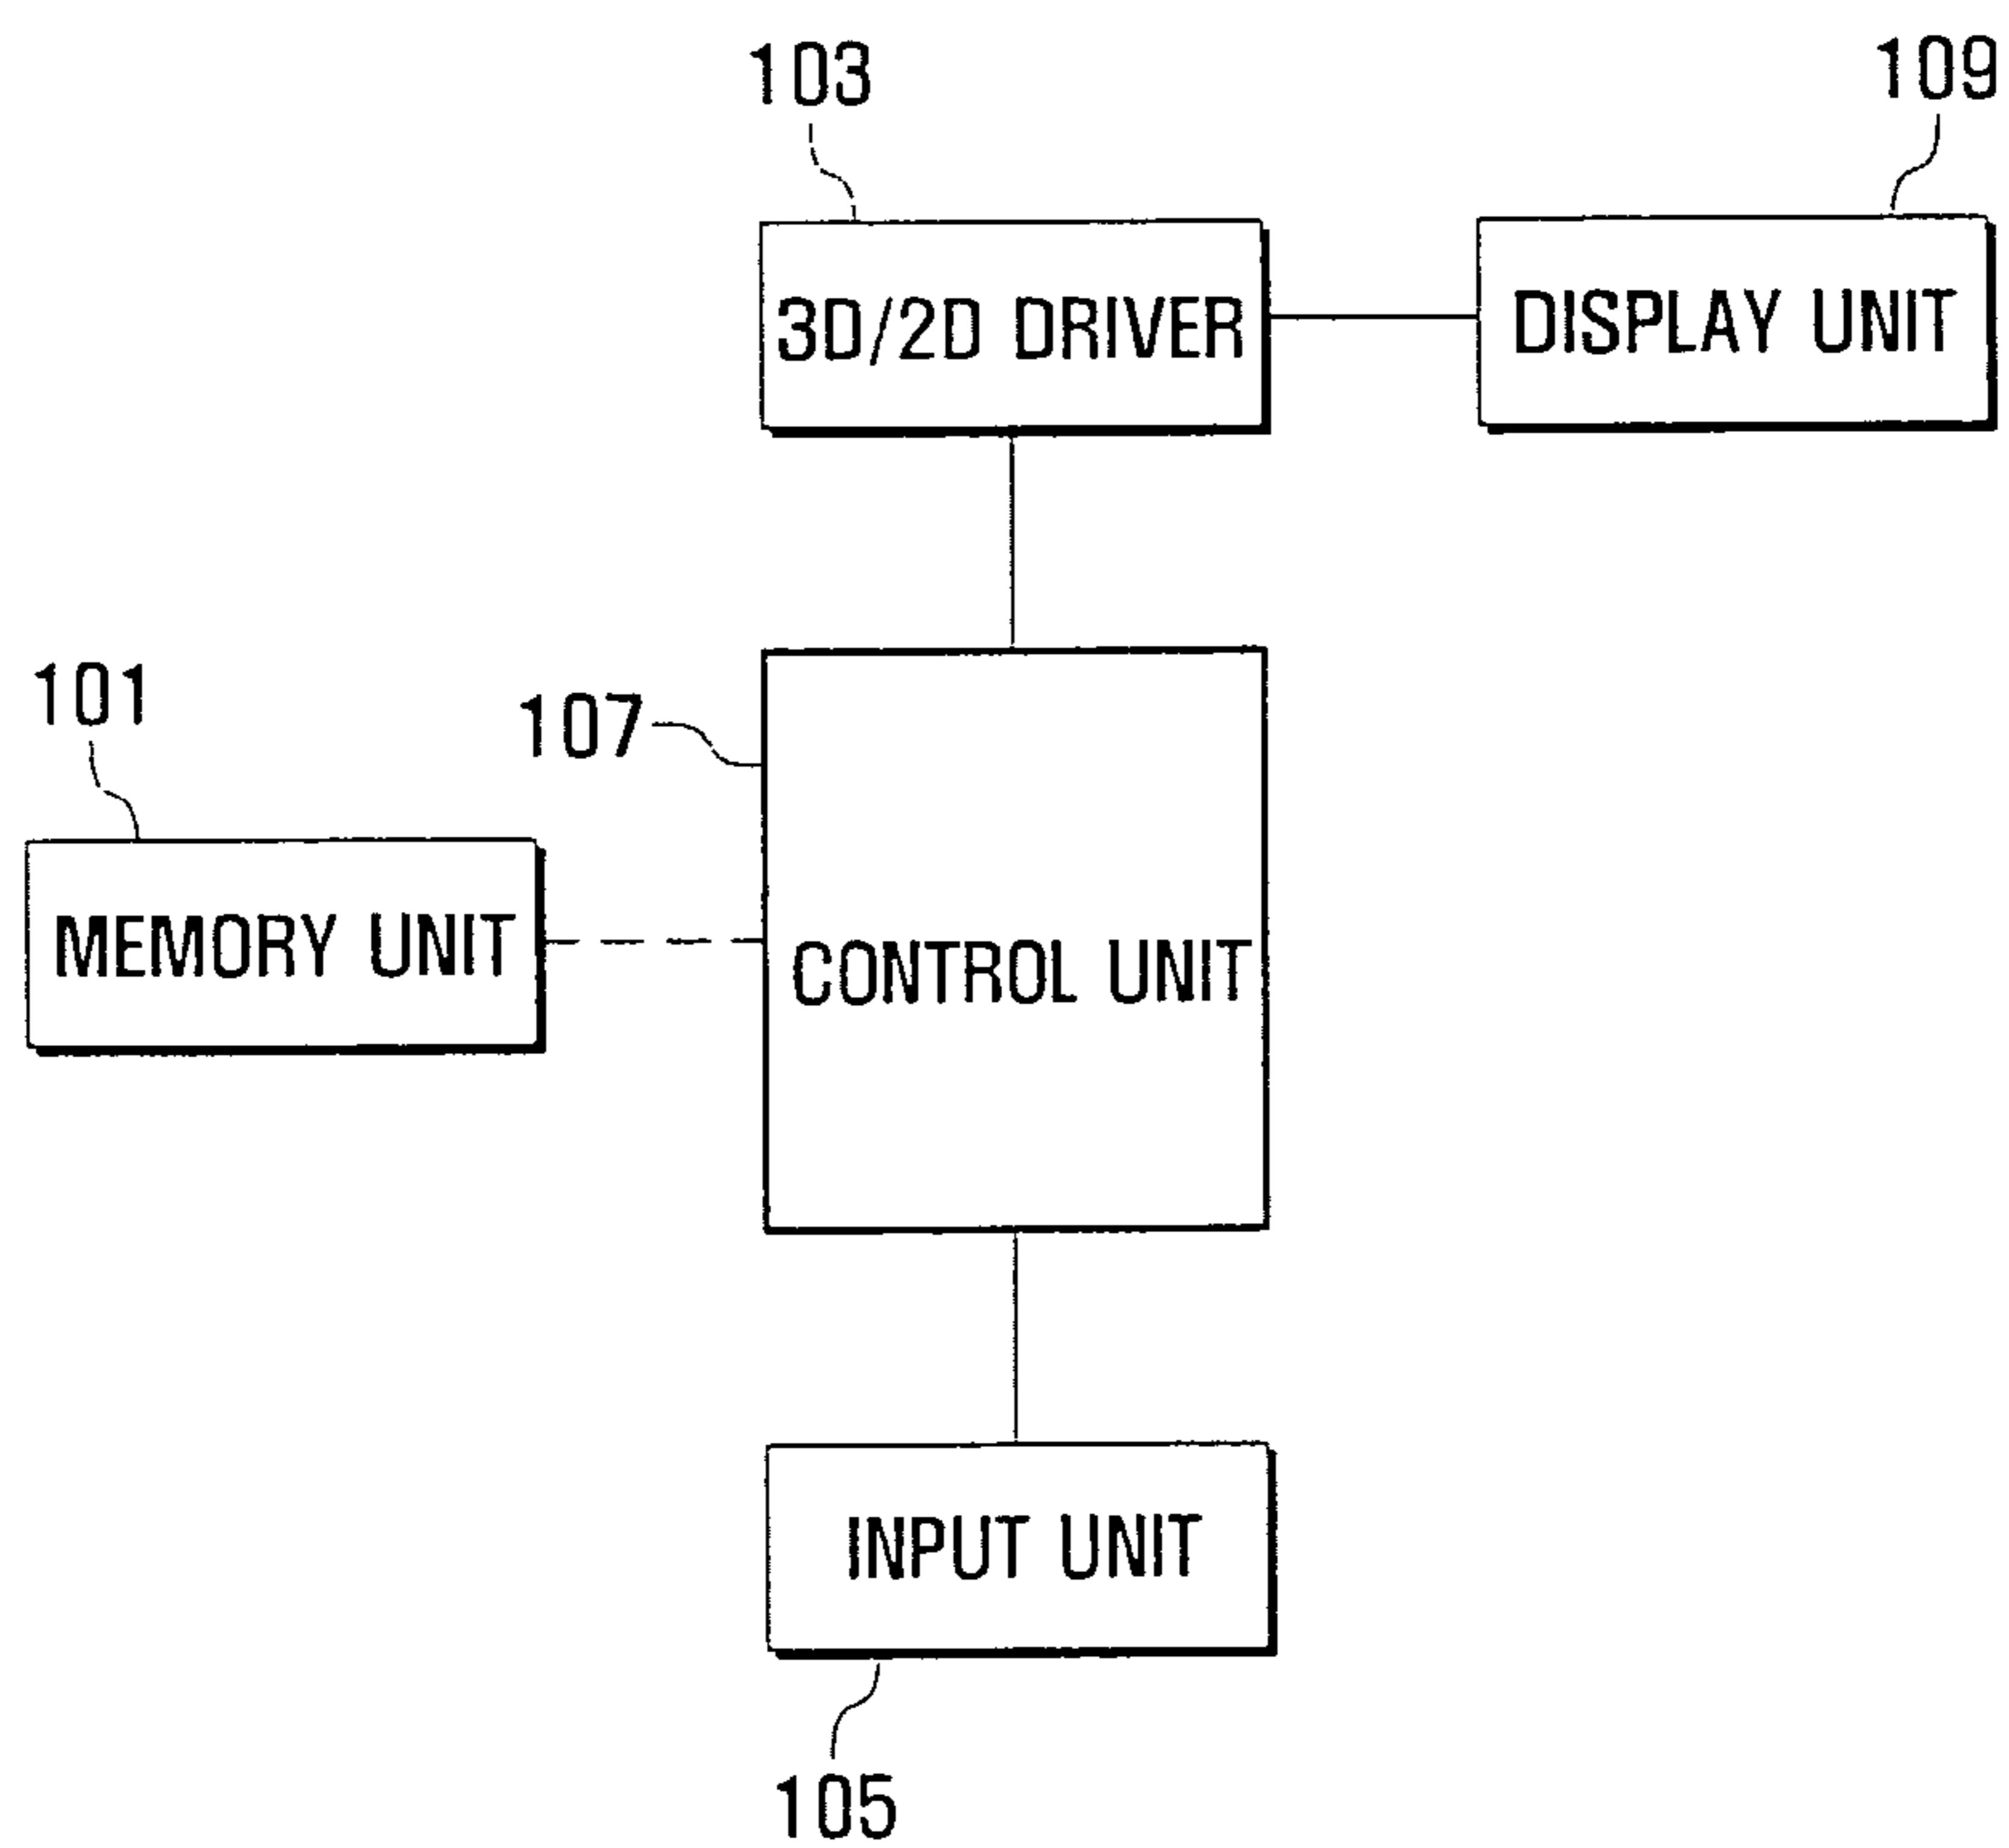 103
109
3D/2D DRIVER
DISPLAY UNIT
101
107
MEMORY UNIT
CONTROL UNIT
INPUT UNIT
105